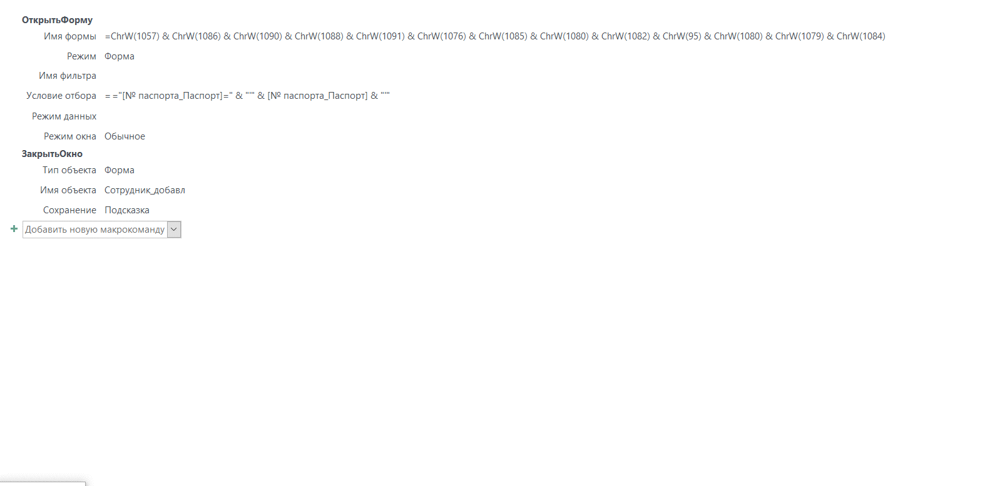 ОткрытьФорму
Имя формы =ChrW(1057) & ChrW(1086) & ChrW(1090) & ChrW(1088) & ChrW(1091) & ChrW(1076) & ChrW(1085) & ChrW(1080) & ChrW(1082) & ChrW(95) & ChrW(1080) & ChrW(1079) & ChrW(1084)
Режим Форма
Имя фильтра
Условие отбора = ="[№ паспорта_Паспорт]=" & "'" & [№ паспорта_Паспорт] & "'"
Режим данных
Режим окна Обычное
ЗакрытьОкно
Тип объекта Форма
Имя объекта Сотрудник_добавл
Сохранение Подсказка
Добавить новую макрокоманду